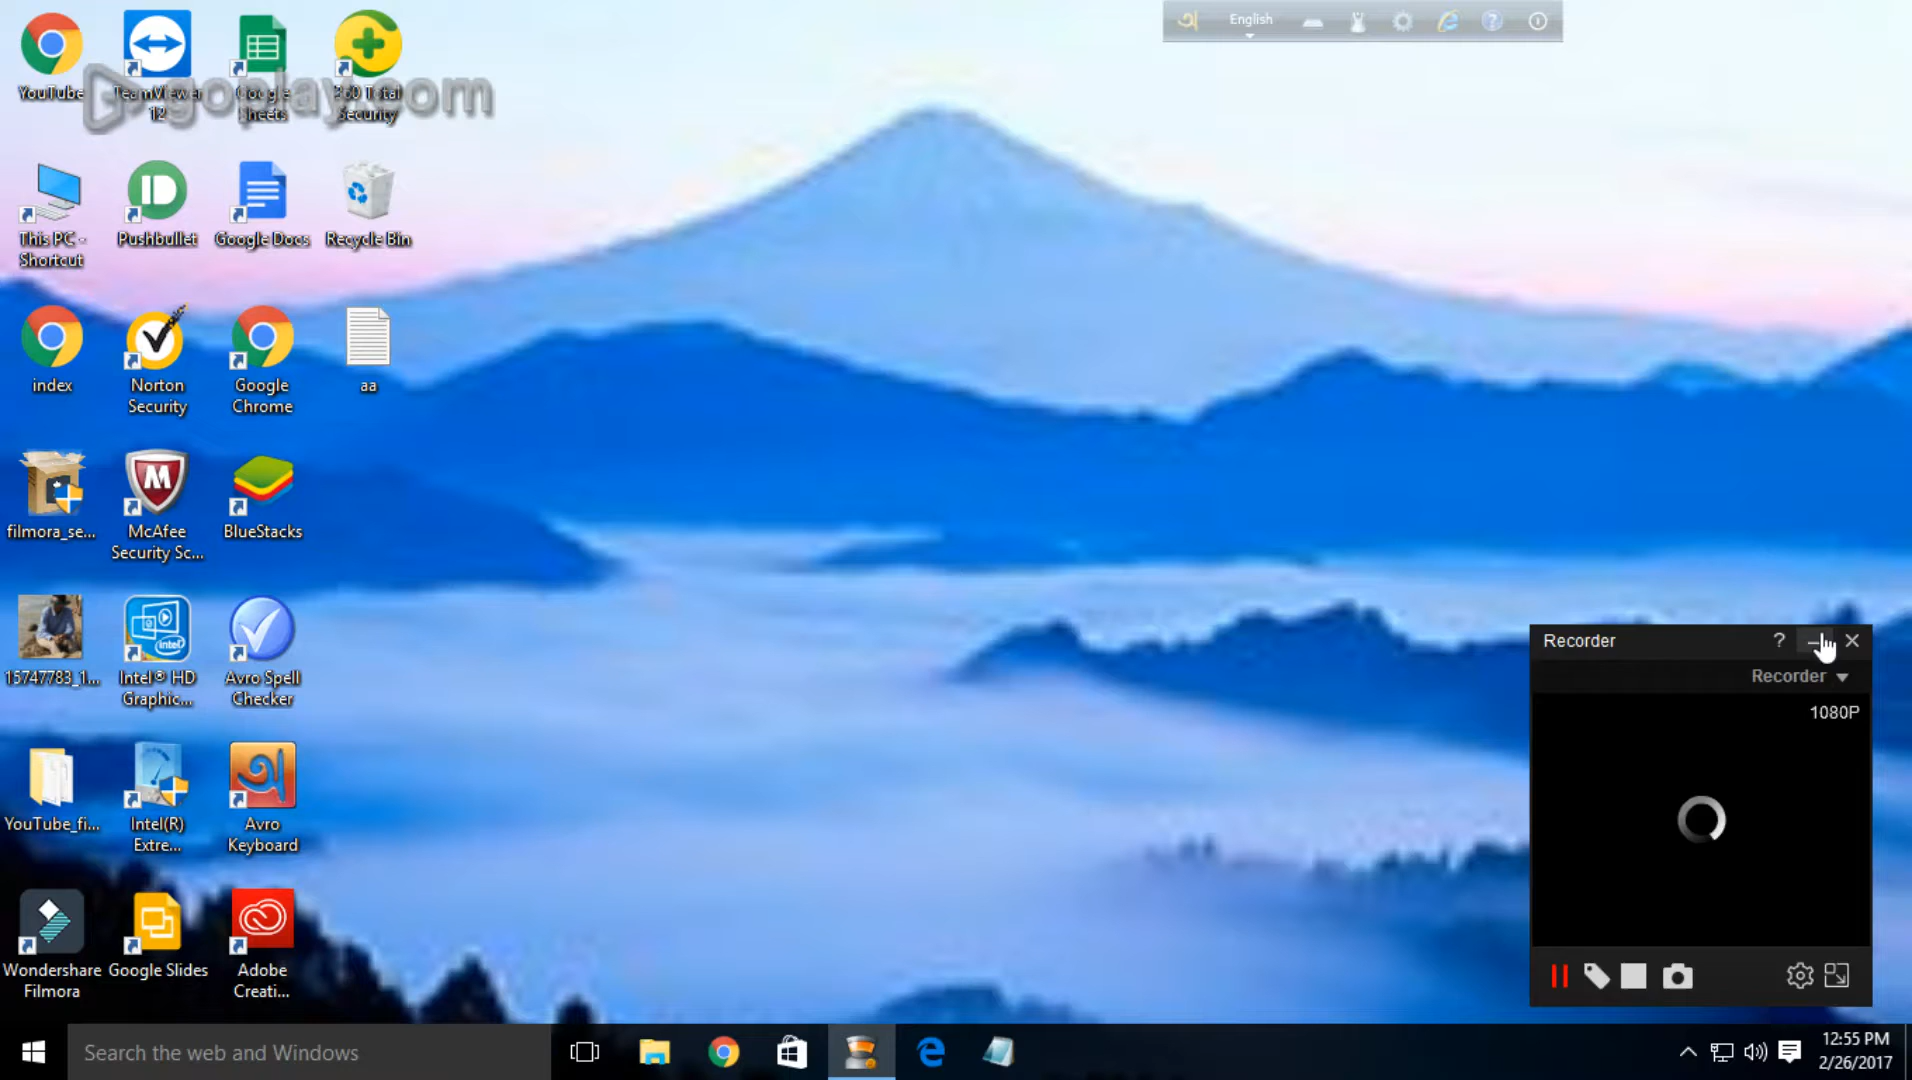 English
YouTube
TeamViewer
12
Google
Sheets
360 Total
Security
goplay.com
This PC -
Shortcut
Pushbullet
Google Docs
Recycle Bin
index
Norton
Security
Google
Chrome
aa
filmora_se...
McAfee
Security Sc...
BlueStacks
15747783_1...
Intel® HD
Graphic...
Avro Spell
Checker
YouTube_fi...
Intel(R)
Extre...
Avro
Keyboard
Wondershare
Filmora
Google Slides
Adobe
Creati...
Recorder
Recorder
1080P
Search the web and Windows
12:55 PM
2/26/2017